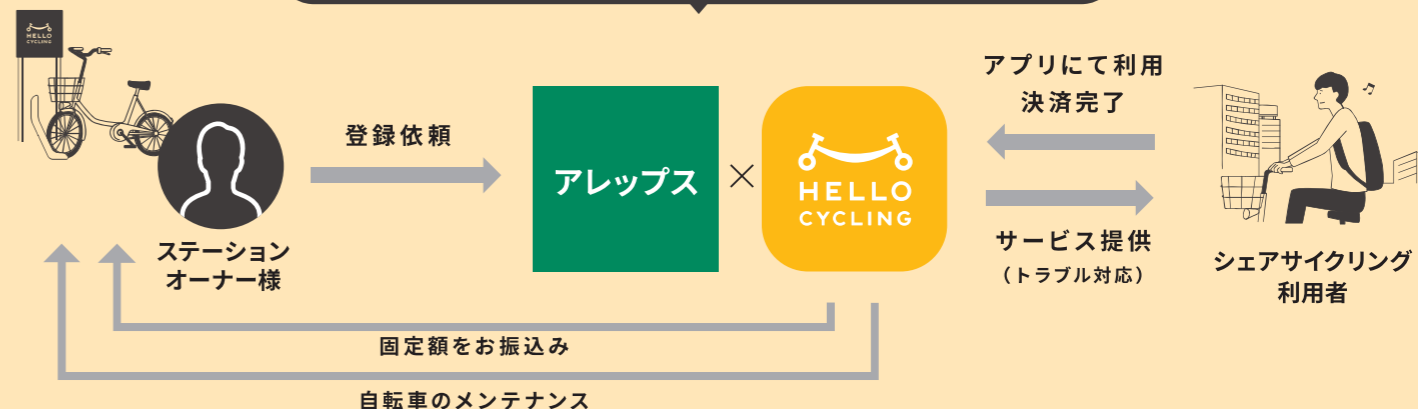 HELLO
CYCLING
登録依頼
ステーション
オーナー様
アレップス
×
HELLO
CYCLING
アプリにて利用
決済完了
サービス提供
（トラブル対応）
シェアサイクリング
利用者
固定額をお振込み
自転車のメンテナンス